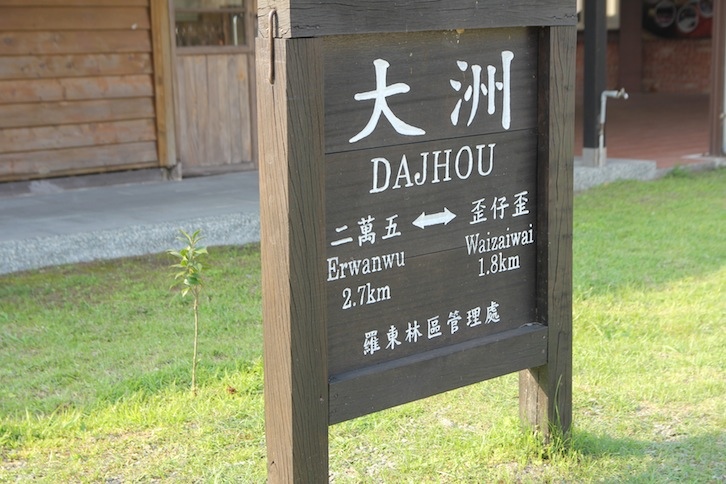 大洲
DAJHOU
二萬五 ⟷ 歪仔歪
Erwanwu Waizaiwai
2.7km 1.8km
羅東林區管理處